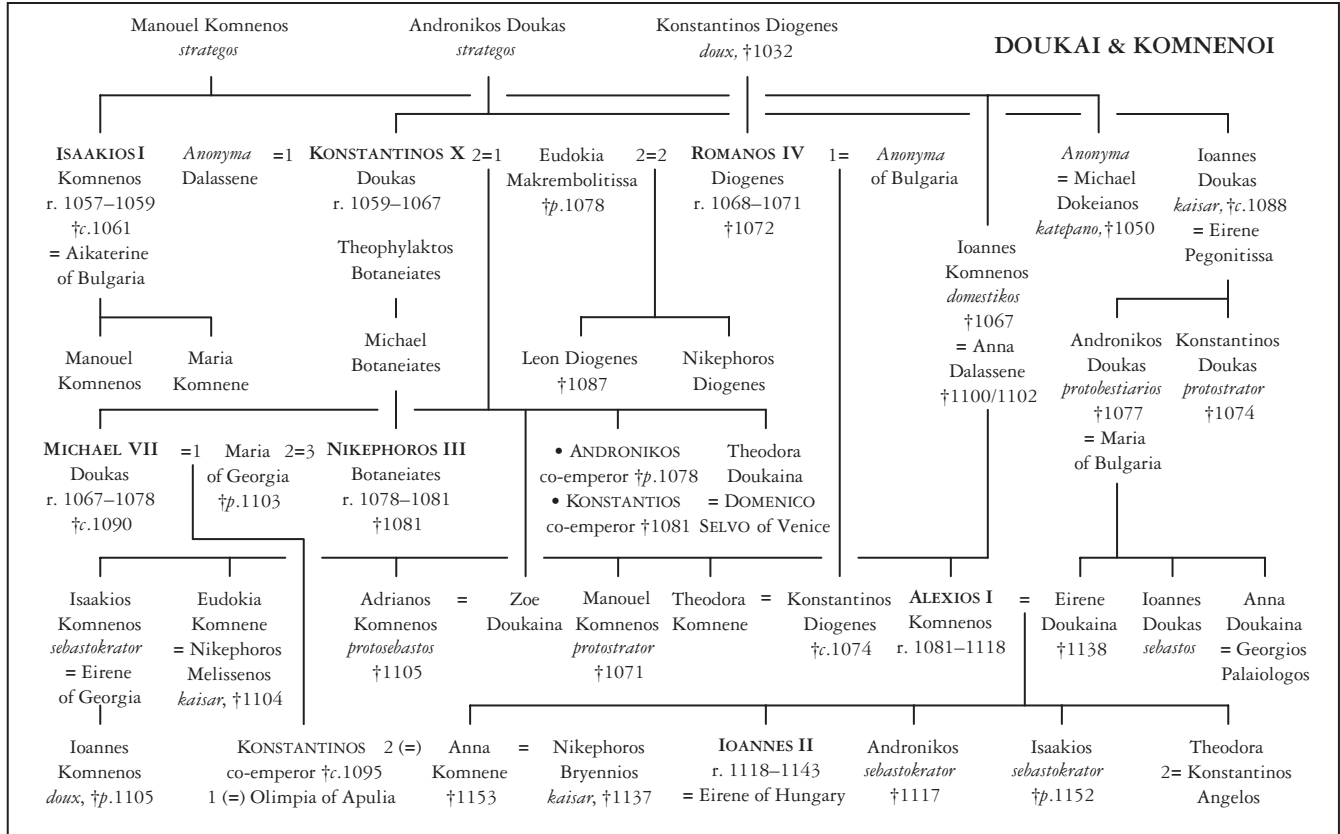 DOUKAI & KOMNENOI
Manouel Komnenos
strategos
Andronikos Doukas
strategos
Konstantinos Diogenes
doux, †1032
ISAAKIOS I
Komnenos
r. 1057–1059
†c.1061
= Aikaterine
of Bulgaria
Anonyma
Dalassene
=1
KONSTANTINOS X
Doukas
r. 1059–1067
2=1
Eudokia
Makrembolitissa
†p.1078
2=2
ROMANOS IV
Diogenes
r. 1068–1071
†1072
1=
Anonyma
of Bulgaria
Anonyma
= Michael
Dokeianos
katepano, †1050
Ioannes
Doukas
kaisar, †c.1088
= Eirene
Pegonitissa
Theophylaktos
Botaneiates
Ioannes
Komnenos
domestikos
†1067
= Anna
Dalassene
†1100/1102
Manouel
Komnenos
Maria
Komnene
Michael
Botaneiates
Leon Diogenes
†1087
Nikephoros
Diogenes
Andronikos
Doukas
protobestiarios
†1077
= Maria
of Bulgaria
Konstantinos
Doukas
protostrator
†1074
MICHAEL VII
Doukas
r. 1067–1078
†c.1090
=1
Maria
of Georgia
†p.1103
2=3
NIKEPHOROS III
Botaneiates
r. 1078–1081
†1081
• ANDRONIKOS
co-emperor †p.1078
• KONSTANTIOS
co-emperor †1081
Theodora
Doukaina
= DOMENICO
SELVO of Venice
Isaakios
Komnenos
sebastokrator
= Eirene
of Georgia
Eudokia
Komnene
= Nikephoros
Melissenos
kaisar, †1104
Adrianos
Komnenos
protosebastos
†1105
=
Zoe
Doukaina
Manouel
Komnenos
protostrator
†1071
Theodora
Komnene
=
Konstantinos
Diogenes
†c.1074
ALEXIOS I
Komnenos
r. 1081–1118
=
Eirene
Doukaina
†1138
Ioannes
Doukas
sebastos
Anna
Doukaina
= Georgios
Palaiologos
Ioannes
Komnenos
doux, †p.1105
KONSTANTINOS
co-emperor †c.1095
1 (=) Olimpia of Apulia
2 (=)
Anna
Komnene
†1153
=
Nikephoros
Bryennios
kaisar, †1137
IOANNES II
r. 1118–1143
= Eirene of Hungary
Andronikos
sebastokrator
†1117
Isaakios
sebastokrator
†p.1152
Theodora
2= Konstantinos
Angelos